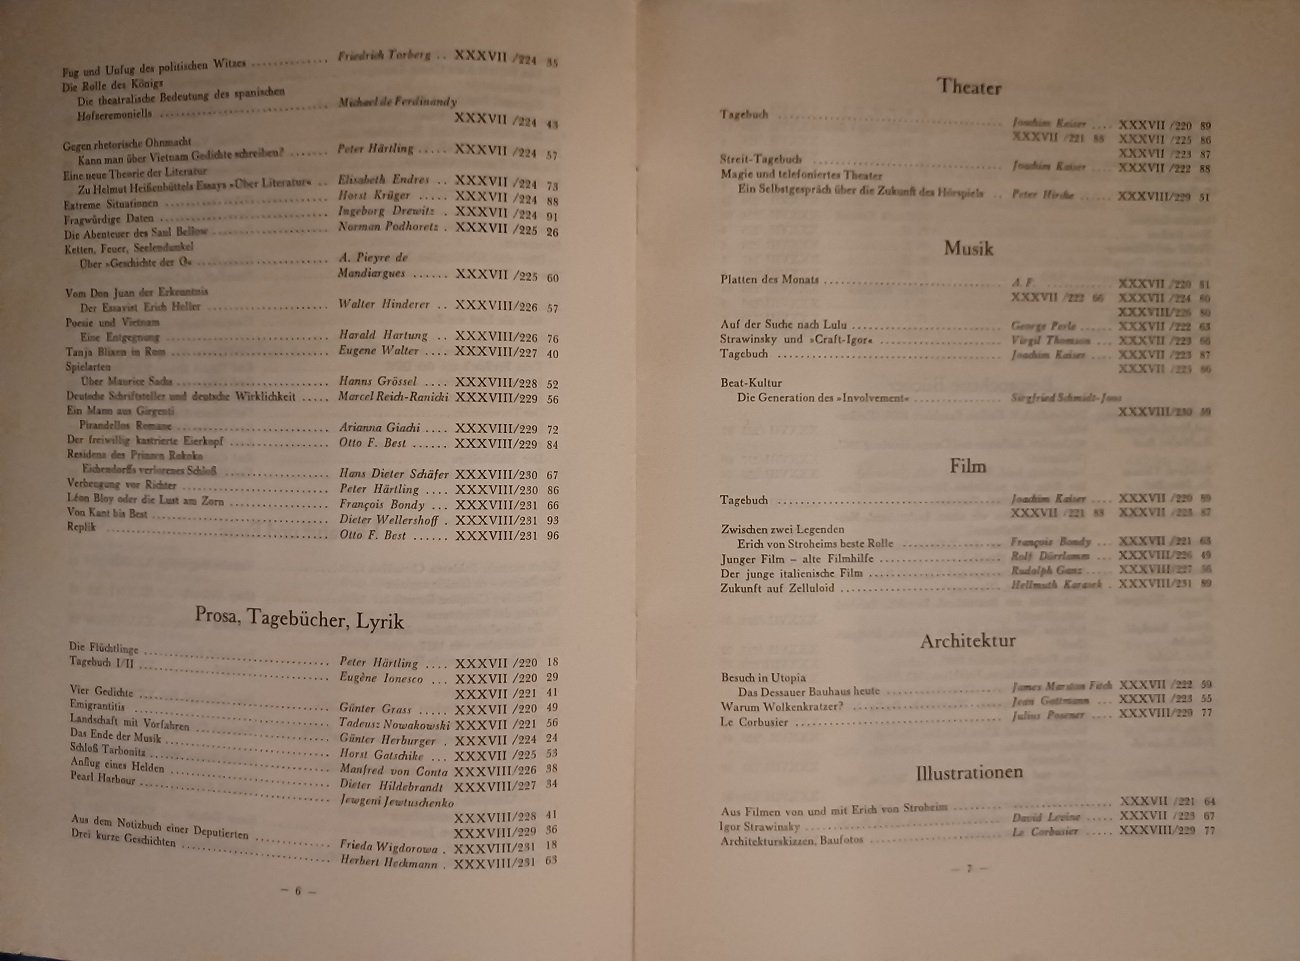 Fug und Unfug des politischen Witzes ............. Friedrich Torberg .. XXXVII /224 35
Die Rolle des Königs
Die theatralische Bedeutung des spanischen
Hofzeremoniells ............................ Michael de Ferdinandy
XXXVII /224 43
Gegen rhetorische Ohnmacht
Kann man über Vietnam Gedichte schreiben? ....... Peter Härtling ..... XXXVII /224 57
Eine neue Theorie der Literatur
Zu Helmut Heißenbüttels Essays »Über Literatur« .. Elisabeth Endres .. XXXVII /224 73
Extreme Situationen ............................ Horst Krüger ...... XXXVII /224 88
Fragwürdige Daten ............................ Ingeborg Drewitz . XXXVII /224 91
Die Abenteuer des Saul Bellow .................... Norman Podhoretz . XXXVII /225 26
Ketten, Feuer, Seelendunkel
Über »Geschichte der O« ...................... A. Pieyre de
Mandiargues ...... XXXVII /225 60
Vom Don Juan der Erkenntnis
Der Essayist Erich Heller ...................... Walter Hinderer .. XXXVIII/226 57
Poesie und Vietnam
Eine Entgegnung ............................ Harald Hartung .. XXXVIII/226 76
Tanja Blixen in Rom ............................ Eugene Walter .... XXXVIII/227 40
Spielarten
Über Maurice Sachs .......................... Hanns Grössel .... XXXVIII/228 52
Deutsche Schriftsteller und deutsche Wirklichkeit ..... Marcel Reich-Ranicki XXXVIII/229 56
Ein Mann aus Girgenti
Pirandellos Romane .......................... Arianna Giachi .... XXXVIII/229 72
Der freiwillig kastrierte Eierkopf .................. Otto F. Best ...... XXXVIII/229 84
Residenz des Prinzen Rokoko
Eichendorffs verlorenes Schloß .................. Hans Dieter Schäfer XXXVIII/230 67
Verbeugung vor Richter .......................... Peter Härtling .... XXXVIII/230 86
Léon Bloy oder die Lust am Zorn .................. François Bondy ... XXXVIII/231 66
Von Kant bis Best .............................. Dieter Wellershoff . XXXVIII/231 93
Replik ...................................... Otto F. Best ...... XXXVIII/231 96
Prosa, Tagebücher, Lyrik
Die Flüchtlinge ................................ Peter Härtling .... XXXVII /220 18
Tagebuch I/II ................................ Eugène Ionesco ... XXXVII /220 29
XXXVII /221 41
Vier Gedichte ................................ Günter Grass ..... XXXVII /220 49
Emigrantitis .................................. Tadeusz Nowakowski XXXVII /221 56
Landschaft mit Vorfahren ........................ Günter Herburger . XXXVII /224 24
Das Ende der Musik ............................ Horst Gatschike ... XXXVII /225 53
Schloß Tarbonitz .............................. Manfred von Conta XXXVIII/226 38
Anflug eines Helden ............................ Dieter Hildebrandt XXXVIII/227 34
Pearl Harbour ................................ Jewgeni Jewtuschenko
XXXVIII/228 41
XXXVIII/229 36
Aus dem Notizbuch einer Deputierten .............. Frieda Wigdorowa . XXXVIII/231 18
Drei kurze Geschichten .......................... Herbert Heckmann . XXXVIII/231 63
– 6 –
Theater
Tagebuch .................................... Joachim Kaiser .... XXXVII /220 89
XXXVII /221 88 XXXVII /225 86
XXXVII /223 87
Streit-Tagebuch ................................ Joachim Kaiser .... XXXVII /222 88
Magie und telefoniertes Theater
Ein Selbstgespräch über die Zukunft des Hörspiels .. Peter Hirche ...... XXXVIII/229 51
Musik
Platten des Monats .............................. A. F. ............ XXXVII /220 81
XXXVII /222 66 XXXVII /224 60
XXXVIII/226 80
Auf der Suche nach Lulu .......................... George Perle ...... XXXVII /222 63
Strawinsky und »Craft-Igor« ...................... Virgil Thomson .... XXXVII /223 66
Tagebuch .................................... Joachim Kaiser .... XXXVII /223 87
XXXVII /225 86
Beat-Kultur
Die Generation des »Involvement« ................ Siegfried Schmidt-Joos
XXXVIII/230 59
Film
Tagebuch .................................... Joachim Kaiser .... XXXVII /220 89
XXXVII /221 88 XXXVII /223 87
Zwischen zwei Legenden
Erich von Stroheims beste Rolle .................. François Bondy ... XXXVII /221 63
Junger Film – alte Filmhilfe ...................... Rolf Dörrlamm ... XXXVIII/226 49
Der junge italienische Film ........................ Rudolph Ganz ..... XXXVIII/227 56
Zukunft auf Zelluloid ............................ Hellmuth Karasek . XXXVIII/231 89
Architektur
Besuch in Utopia
Das Dessauer Bauhaus heute .................... James Marston Fitch XXXVII /222 59
Warum Wolkenkratzer? .......................... Jean Gottmann .... XXXVII /223 55
Le Corbusier .................................. Julius Posener .... XXXVIII/229 77
Illustrationen
Aus Filmen von und mit Erich von Stroheim .......... XXXVII /221 64
Igor Strawinsky ................................ David Levine ..... XXXVII /223 67
Architekturskizzen, Baufotos ...................... Le Corbusier ..... XXXVIII/229 77
– 7 –